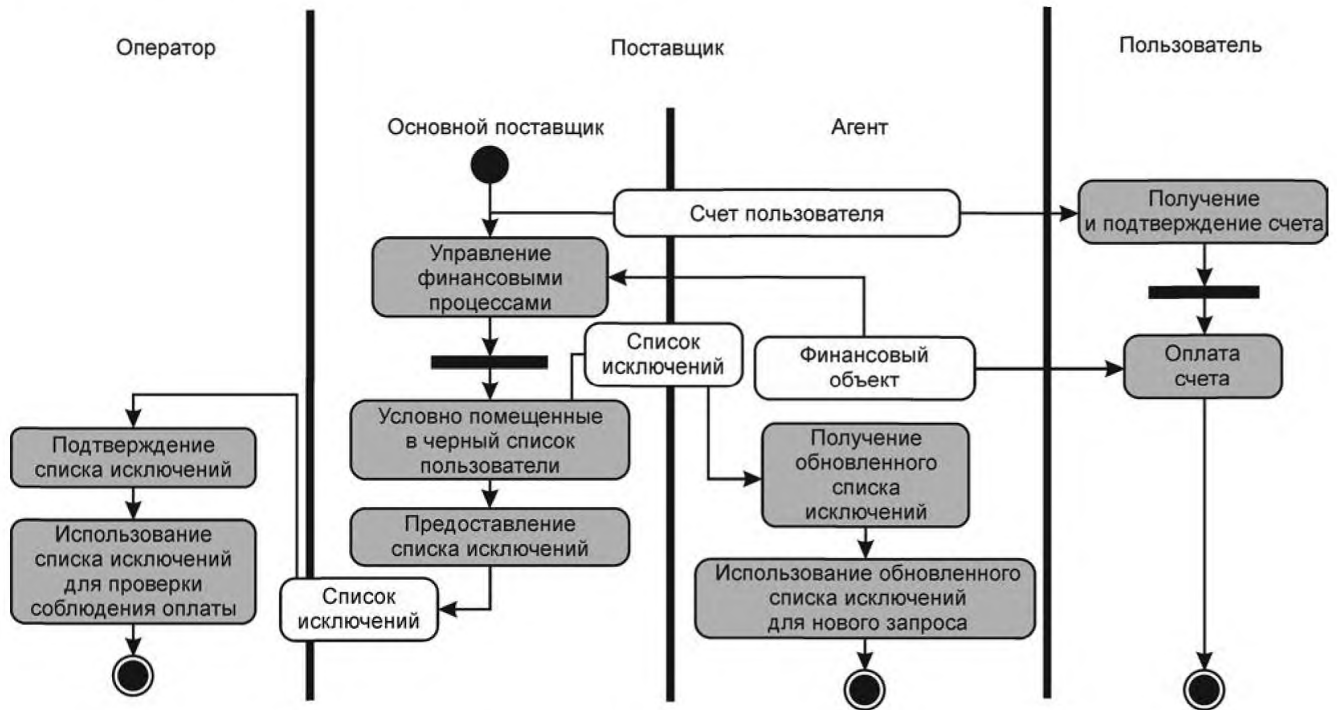 Оператор
Поставщик
Пользователь
Основной поставщик
Агент
Счет пользователя
Получение
и подтверждение счета
Управление
финансовыми
процессами
Список
исключений
Финансовый
объект
Оплата
счета
Условно помещенные
в черный список
пользователи
Подтверждение
списка исключений
Получение
обновленного
списка
исключений
Предоставление
списка исключений
Использование
списка исключений
для проверки
соблюдения оплаты
Использование обновленного
списка исключений
для нового запроса
Список
исключений